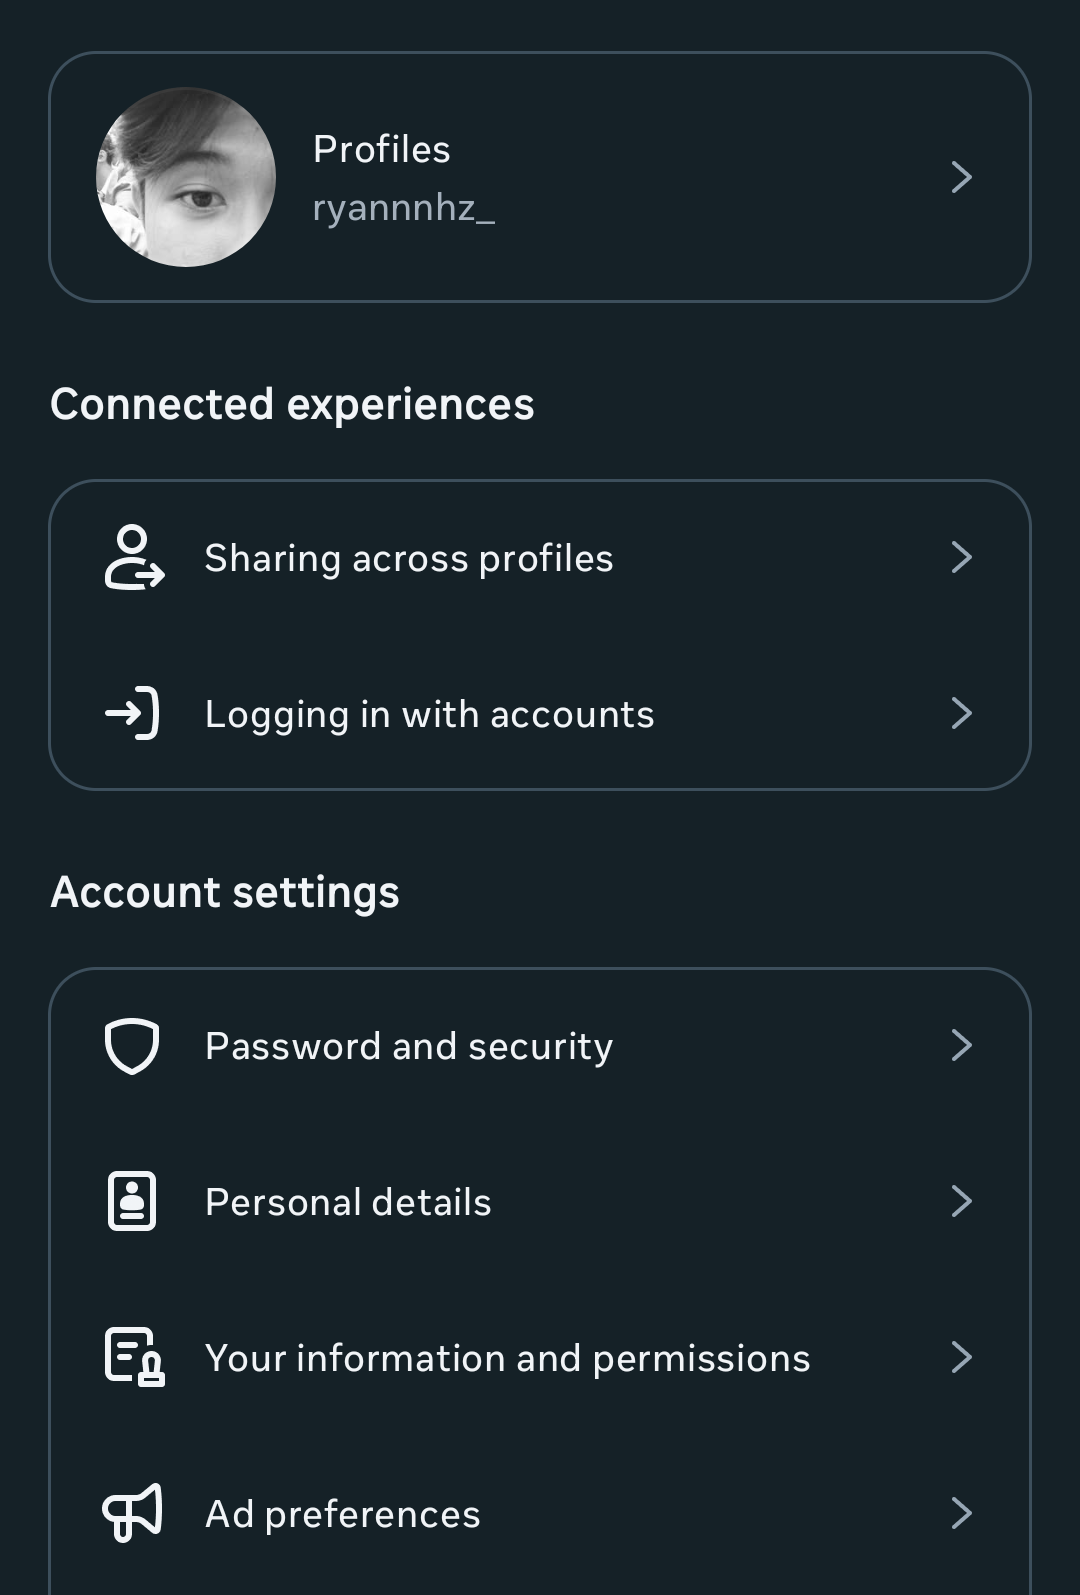 Profiles
ryannnhz_
Connected experiences
Sharing across profiles
Logging in with accounts
Account settings
Password and security
Personal details
Your information and permissions
Ad preferences